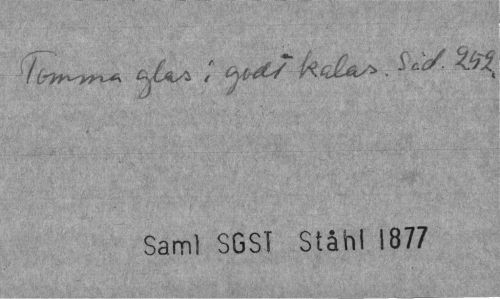 Tomma glas i godt kalas. Sid. 252.
Saml SGST Ståhl 1877